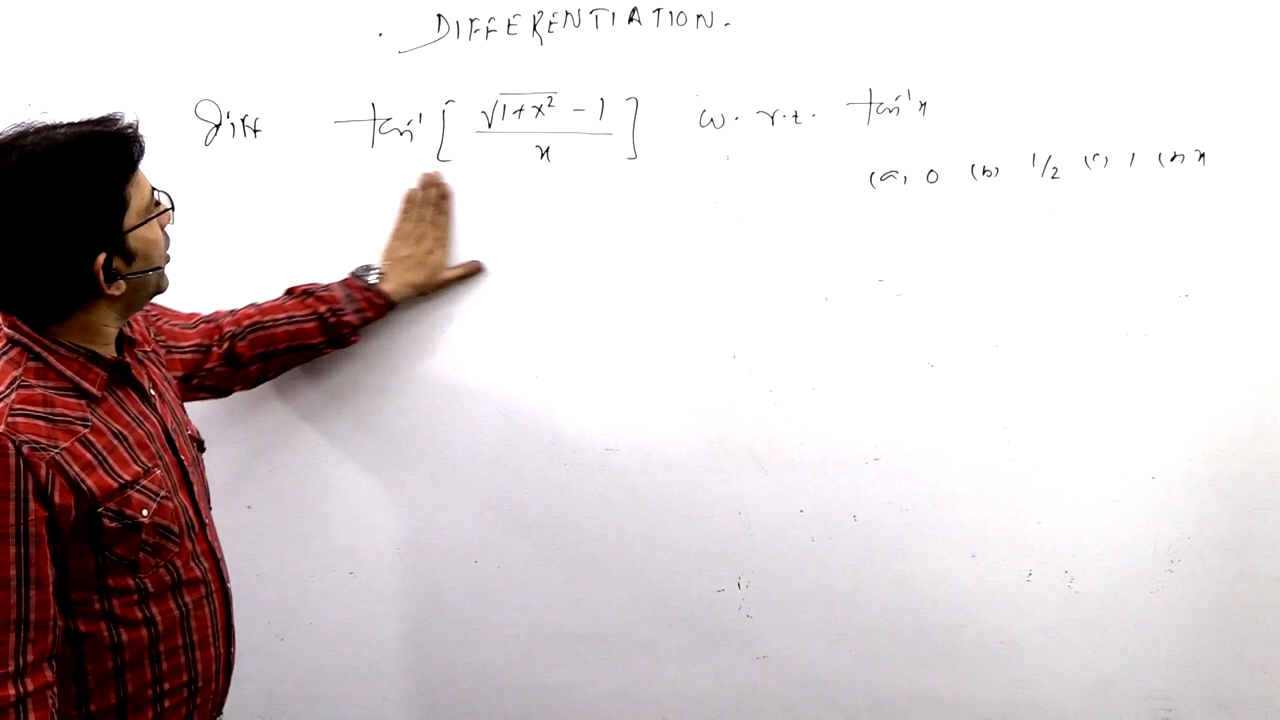 . DIFFERENTIATION.
Diff tan⁻¹ [ (√(1+x²) - 1) / x ] w.r.t. tan⁻¹x
(a) 0 (b) 1/2 (c) 1 (d) x